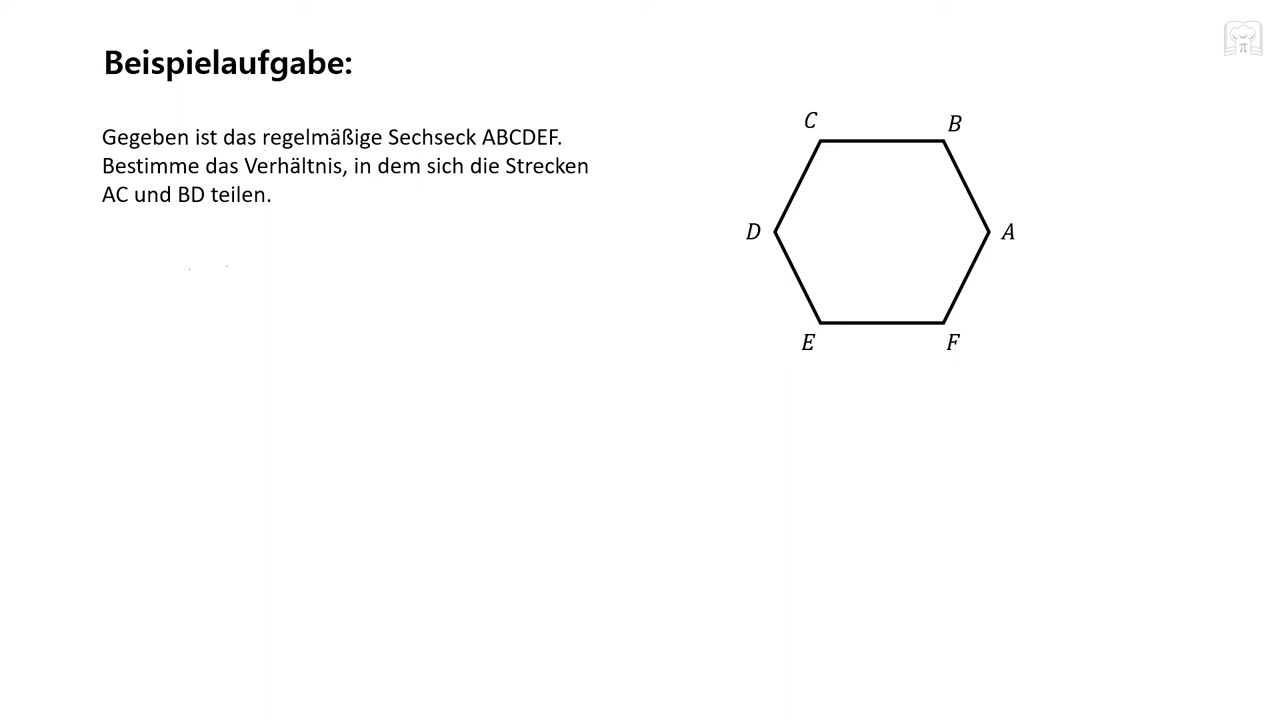 Beispielaufgabe:
Gegeben ist das regelmäßige Sechseck ABCDEF.
Bestimme das Verhältnis, in dem sich die Strecken
AC und BD teilen.
C B
D A
E F
π